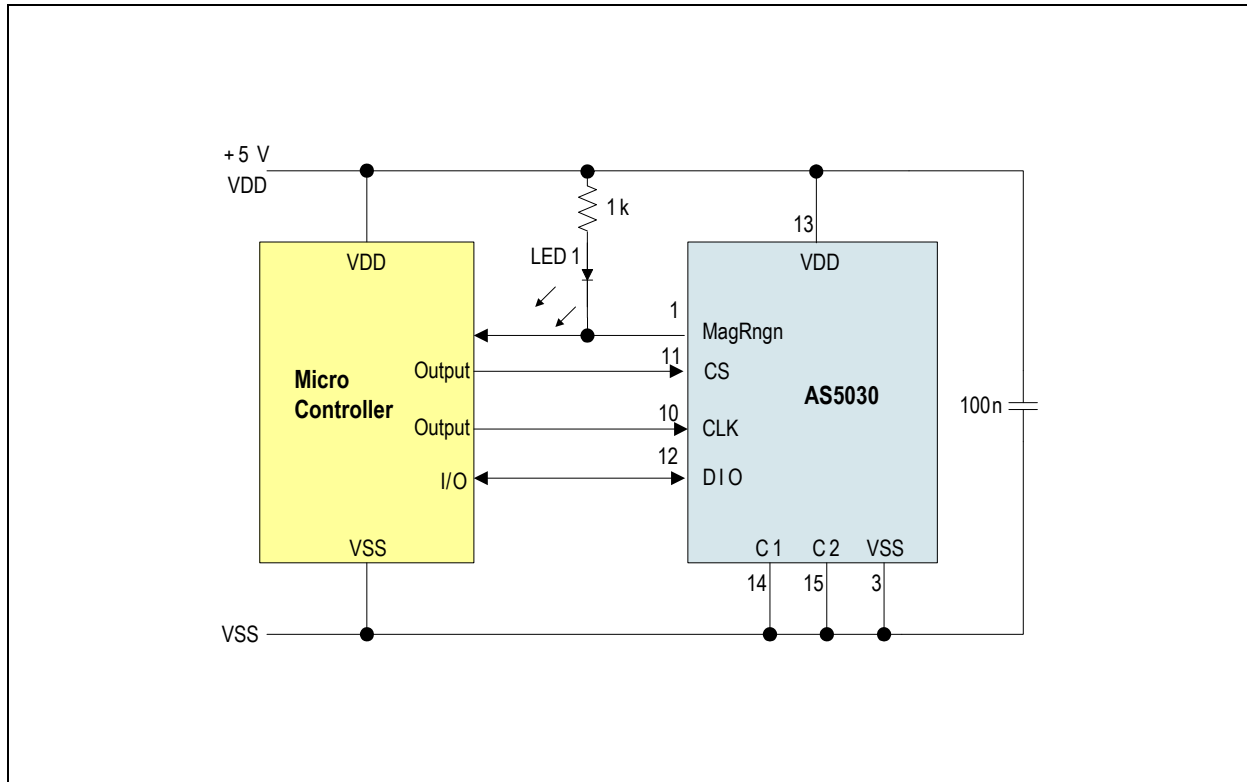 +5 V
VDD
1k
13
VDD
LED 1
VDD
1
MagRngn
11
Output
CS
Micro
Controller
AS5030
100n
10
Output
CLK
12
I/O
DIO
VSS
C1
C2
VSS
14
15
3
VSS